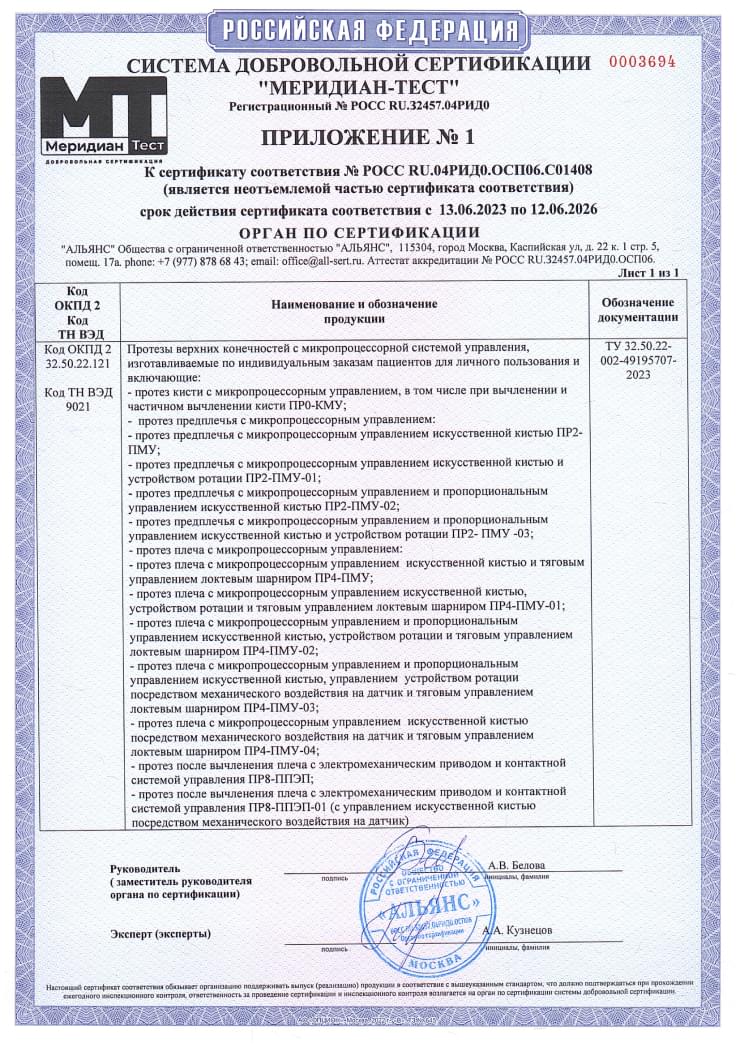 РОССИЙСКАЯ ФЕДЕРАЦИЯ
СИСТЕМА ДОБРОВОЛЬНОЙ СЕРТИФИКАЦИИ
0003694
"МЕРИДИАН-ТЕСТ"
Регистрационный № РОСС RU.32457.04РИД0
МТ
Меридиан Тест
ДОБРОВОЛЬНАЯ СЕРТИФИКАЦИЯ
ПРИЛОЖЕНИЕ № 1
К сертификату соответствия № РОСС RU.04РИД0.ОСП06.С01408
(является неотъемлемой частью сертификата соответствия)
срок действия сертификата соответствия с 13.06.2023 по 12.06.2026
ОРГАН ПО СЕРТИФИКАЦИИ
"АЛЬЯНС" Общества с ограниченной ответственностью "АЛЬЯНС", 115304, город Москва, Каспийская ул, д. 22 к. 1 стр. 5,
помещ. 17а. phone: +7 (977) 878 68 43; email: office@all-sert.ru. Аттестат аккредитации № РОСС RU.32457.04РИД0.ОСП06.
Лист 1 из 1
Код
ОКПД 2
Код
ТН ВЭД
Наименование и обозначение
продукции
Обозначение
документации
Код ОКПД 2
32.50.22.121
Код ТН ВЭД
9021
Протезы верхних конечностей с микропроцессорной системой управления,
изготавливаемые по индивидуальным заказам пациентов для личного пользования и
включающие:
- протез кисти с микропроцессорным управлением, в том числе при вычленении и
частичном вычленении кисти ПР0-КМУ;
- протез предплечья с микропроцессорным управлением:
- протез предплечья с микропроцессорным управлением искусственной кистью ПР2-
ПМУ;
- протез предплечья с микропроцессорным управлением искусственной кистью и
устройством ротации ПР2-ПМУ-01;
- протез предплечья с микропроцессорным управлением и пропорциональным
управлением искусственной кистью ПР2-ПМУ-02;
- протез предплечья с микропроцессорным управлением и пропорциональным
управлением искусственной кистью и устройством ротации ПР2- ПМУ -03;
- протез плеча с микропроцессорным управлением:
- протез плеча с микропроцессорным управлением искусственной кистью и тяговым
управлением локтевым шарниром ПР4-ПМУ;
- протез плеча с микропроцессорным управлением искусственной кистью,
устройством ротации и тяговым управлением локтевым шарниром ПР4-ПМУ-01;
- протез плеча с микропроцессорным управлением и пропорциональным
управлением искусственной кистью, устройством ротации и тяговым управлением
локтевым шарниром ПР4-ПМУ-02;
- протез плеча с микропроцессорным управлением и пропорциональным
управлением искусственной кистью, управлением устройством ротации
посредством механического воздействия на датчик и тяговым управлением
локтевым шарниром ПР4-ПМУ-03;
- протез плеча с микропроцессорным управлением искусственной кистью
посредством механического воздействия на датчик и тяговым управлением
локтевым шарниром ПР4-ПМУ-04;
- протез после вычленения плеча с электромеханическим приводом и контактной
системой управления ПР8-ППЭП;
- протез после вычленения плеча с электромеханическим приводом и контактной
системой управления ПР8-ППЭП-01 (с управлением искусственной кистью
посредством механического воздействия на датчик)
ТУ 32.50.22-
002-49195707-
2023
Руководитель
( заместитель руководителя
органа по сертификации)
подпись
А.В. Белова
инициалы, фамилия
Эксперт (эксперты)
подпись
А.А. Кузнецов
инициалы, фамилия
РОССИЙСКАЯ ФЕДЕРАЦИЯ
ОБЩЕСТВО
С ОГРАНИЧЕННОЙ
ОТВЕТСТВЕННОСТЬЮ
«АЛЬЯНС»
РОСС RU.32457.04РИД0.ОСП06
Орган по сертификации
МОСКВА
Настоящий сертификат соответствия обязывает организацию поддерживать выпуск (реализацию) продукции в соответствии с вышеуказанным стандартом, что должно подтверждаться при прохождении
ежегодного инспекционного контроля, ответственность за проведение сертификации и инспекционного контроля возлагается на орган по сертификации системы добровольной сертификации.